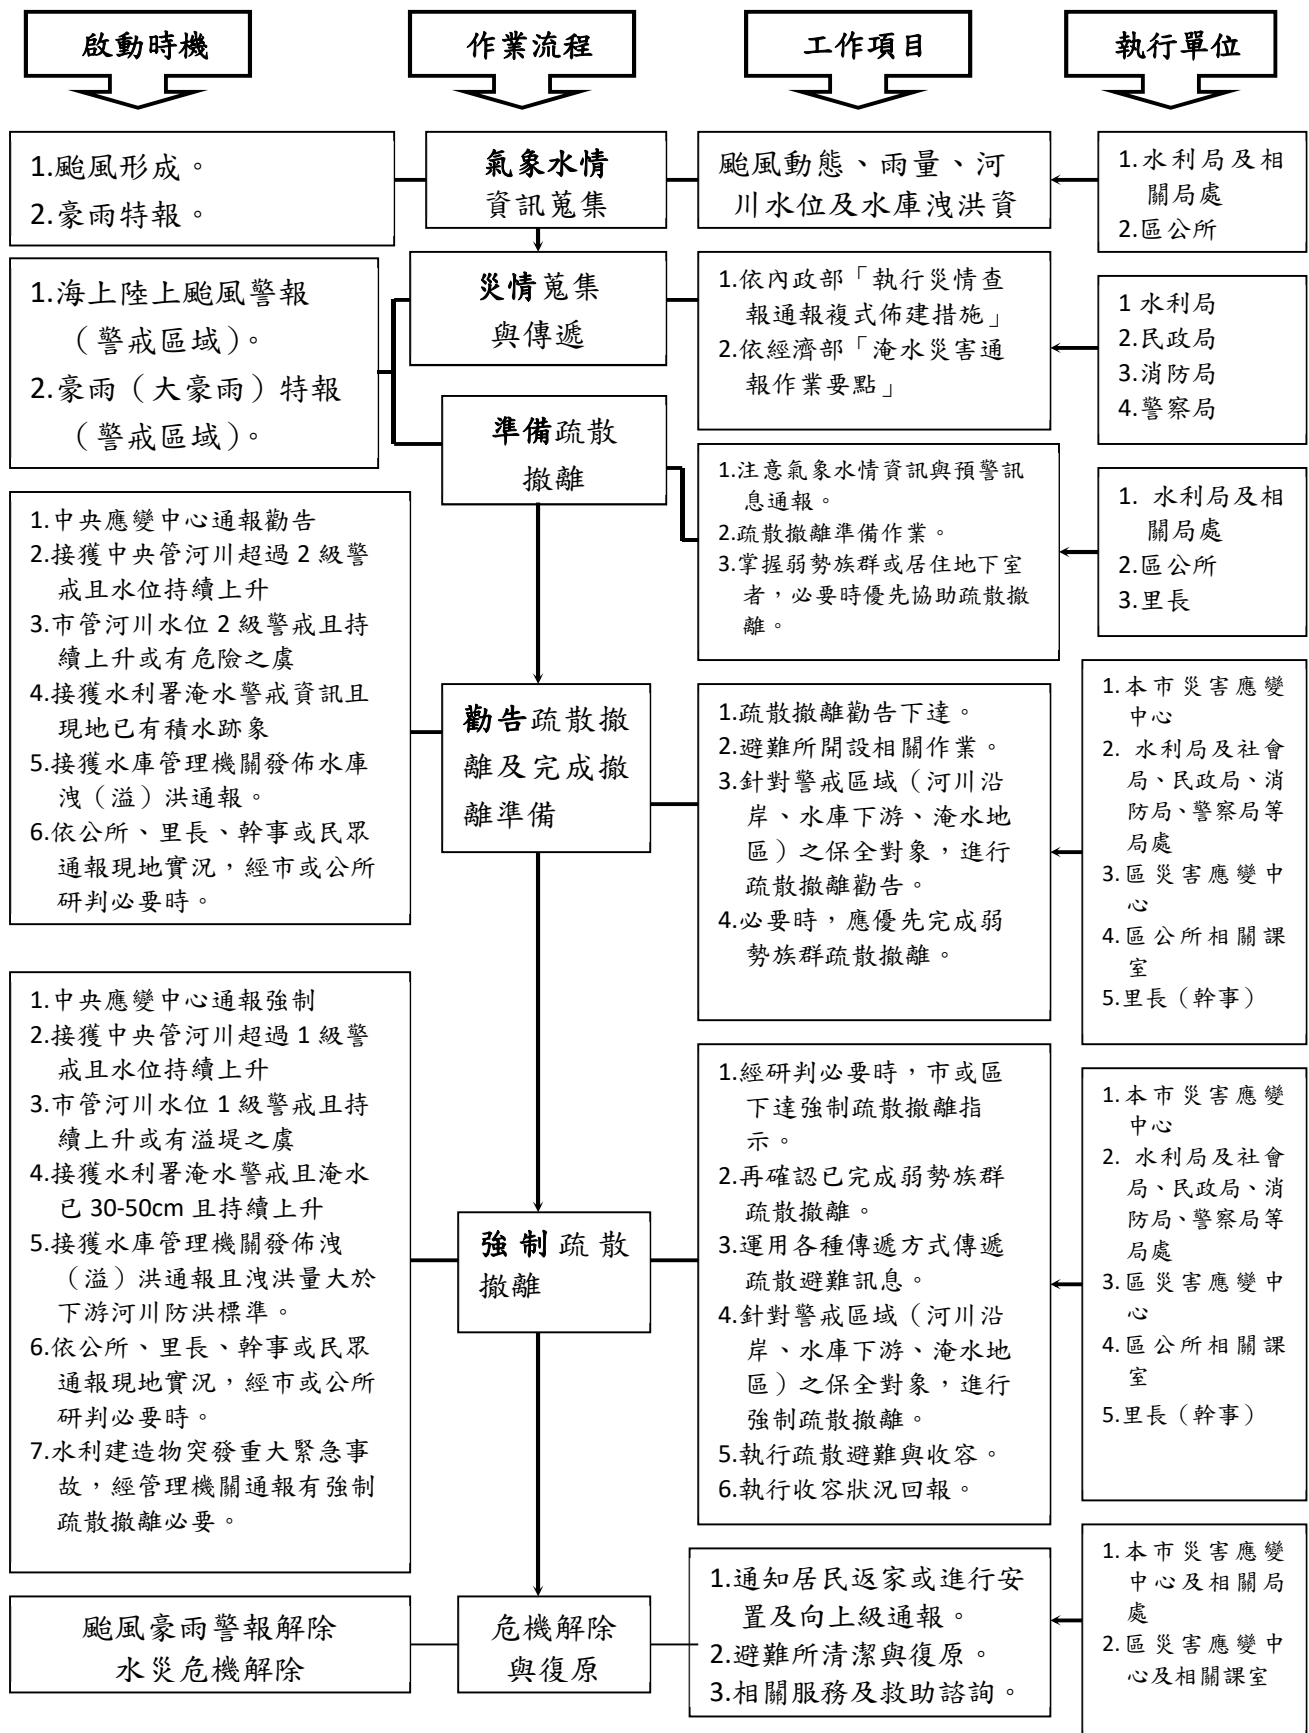 啟動時機
作業流程
工作項目
執行單位
1.颱風形成。
2.豪雨特報。
氣象水情
資訊蒐集
颱風動態、雨量、河
川水位及水庫洩洪資
1.水利局及相
關局處
2.區公所
1.海上陸上颱風警報
（警戒區域）。
2.豪雨（大豪雨）特報
（警戒區域）。
災情蒐集
與傳遞
1.依內政部「執行災情查
報通報複式佈建措施」
2.依經濟部「淹水災害通
報作業要點」
1 水利局
2.民政局
3.消防局
4.警察局
準備疏散
撤離
1.注意氣象水情資訊與預警訊
息通報。
2.疏散撤離準備作業。
3.掌握弱勢族群或居住地下室
者，必要時優先協助疏散撤
離。
1. 水利局及相
關局處
2.區公所
3.里長
1.中央應變中心通報勸告
2.接獲中央管河川超過 2 級警
戒且水位持續上升
3.市管河川水位 2 級警戒且持
續上升或有危險之虞
4.接獲水利署淹水警戒資訊且
現地已有積水跡象
5.接獲水庫管理機關發佈水庫
洩（溢）洪通報。
6.依公所、里長、幹事或民眾
通報現地實況，經市或公所
研判必要時。
勸告疏散撤
離及完成撤
離準備
1.疏散撤離勸告下達。
2.避難所開設相關作業。
3.針對警戒區域（河川沿
岸、水庫下游、淹水地
區）之保全對象，進行
疏散撤離勸告。
4.必要時，應優先完成弱
勢族群疏散撤離。
1.本市災害應變
中心
2. 水利局及社會
局、民政局、消
防局、警察局等
局處
3.區災害應變中
心
4.區公所相關課
室
5.里長（幹事）
1.中央應變中心通報強制
2.接獲中央管河川超過 1 級警
戒且水位持續上升
3.市管河川水位 1 級警戒且持
續上升或有溢堤之虞
4.接獲水利署淹水警戒且淹水
已 30-50cm 且持續上升
5.接獲水庫管理機關發佈洩
（溢）洪通報且洩洪量大於
下游河川防洪標準。
6.依公所、里長、幹事或民眾
通報現地實況，經市或公所
研判必要時。
7.水利建造物突發重大緊急事
故，經管理機關通報有強制
疏散撤離必要。
強制疏散
撤離
1.經研判必要時，市或區
下達強制疏散撤離指
示。
2.再確認已完成弱勢族群
疏散撤離。
3.運用各種傳遞方式傳遞
疏散避難訊息。
4.針對警戒區域（河川沿
岸、水庫下游、淹水地
區）之保全對象，進行
強制疏散撤離。
5.執行疏散避難與收容。
6.執行收容狀況回報。
1.本市災害應變
中心
2. 水利局及社會
局、民政局、消
防局、警察局等
局處
3.區災害應變中
心
4.區公所相關課
室
5.里長（幹事）
颱風豪雨警報解除
水災危機解除
危機解除
與復原
1.通知居民返家或進行安
置及向上級通報。
2.避難所清潔與復原。
3.相關服務及救助諮詢。
1.本市災害應變
中心及相關局
處
2.區災害應變中
心及相關課室